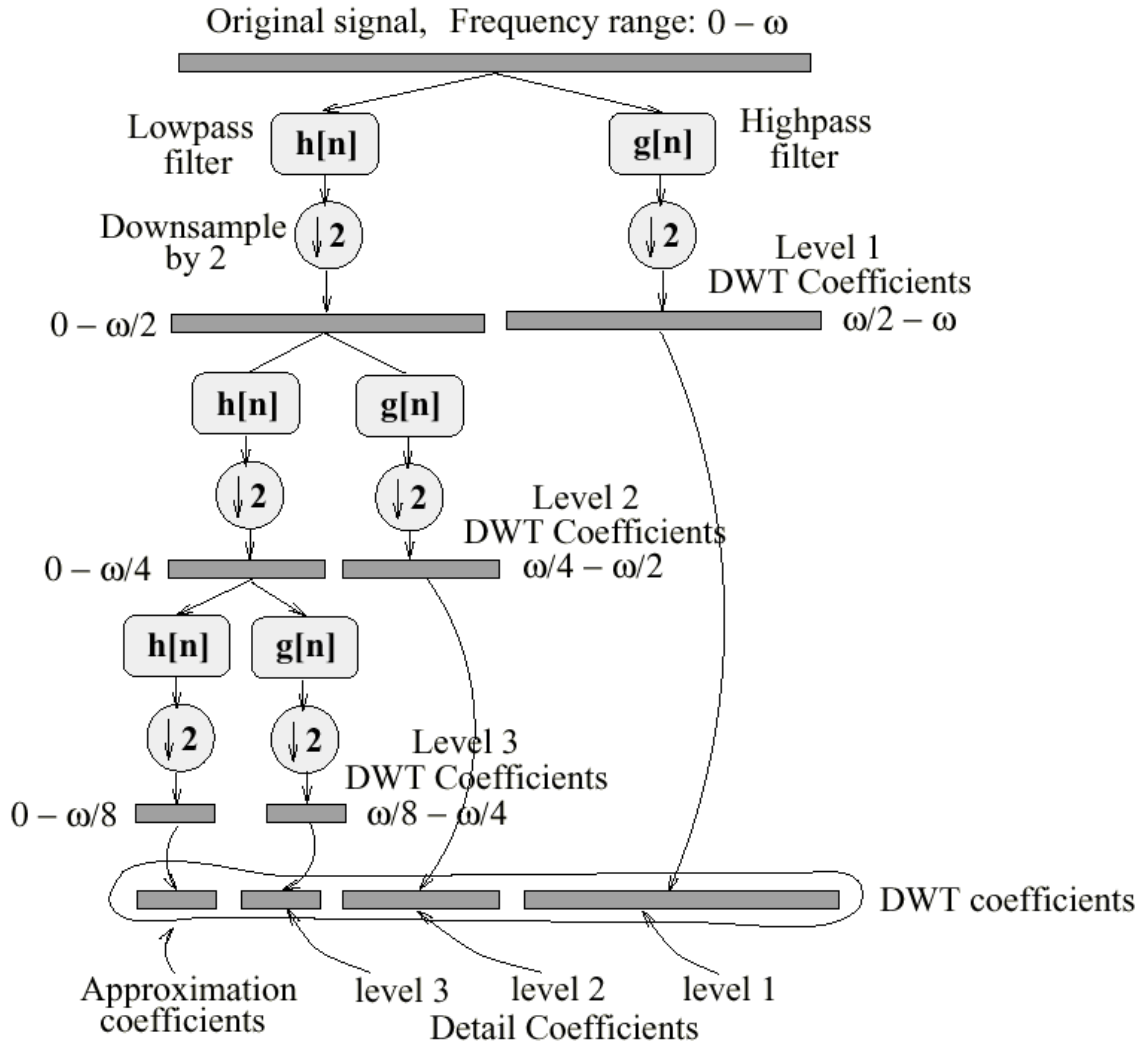 Original signal, Frequency range: 0 – ω
Lowpass
filter
h[n]
g[n]
Highpass
filter
Downsample
by 2
↓ 2
↓ 2
Level 1
DWT Coefficients
0 – ω/2
ω/2 – ω
h[n]
g[n]
↓ 2
↓ 2
Level 2
DWT Coefficients
0 – ω/4
ω/4 – ω/2
h[n]
g[n]
↓ 2
↓ 2
Level 3
DWT Coefficients
0 – ω/8
ω/8 – ω/4
DWT coefficients
Approximation
coefficients
level 3
level 2
level 1
Detail Coefficients